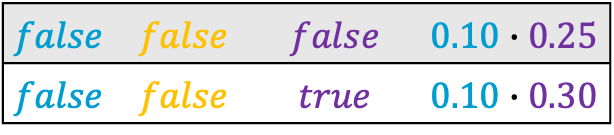 false false false 0.10 · 0.25
false false true 0.10 · 0.30